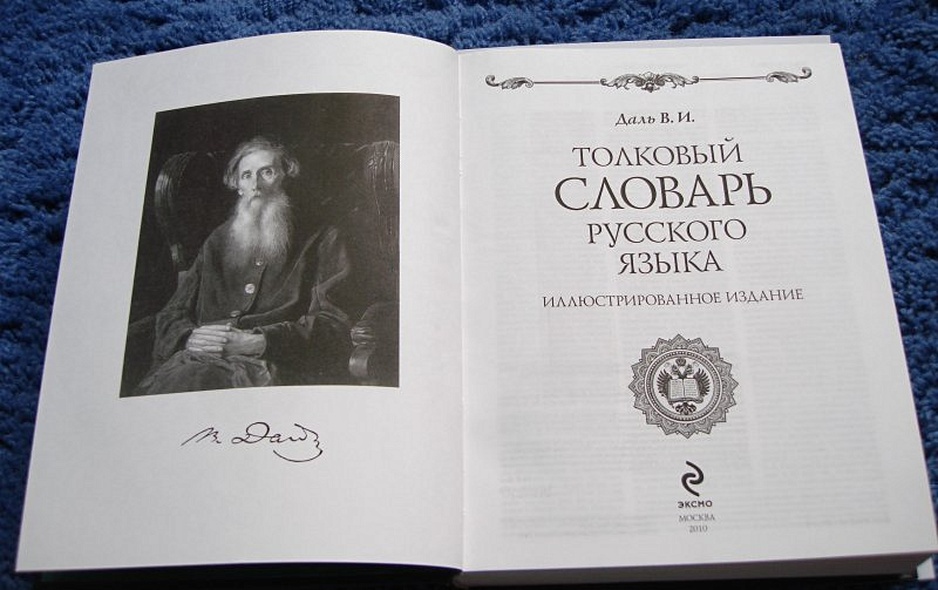 В. Даль
Даль В. И.
ТОЛКОВЫЙ
СЛОВАРЬ
РУССКОГО
ЯЗЫКА
ИЛЛЮСТРИРОВАННОЕ ИЗДАНИЕ
ЭКСМО
МОСКВА
2010